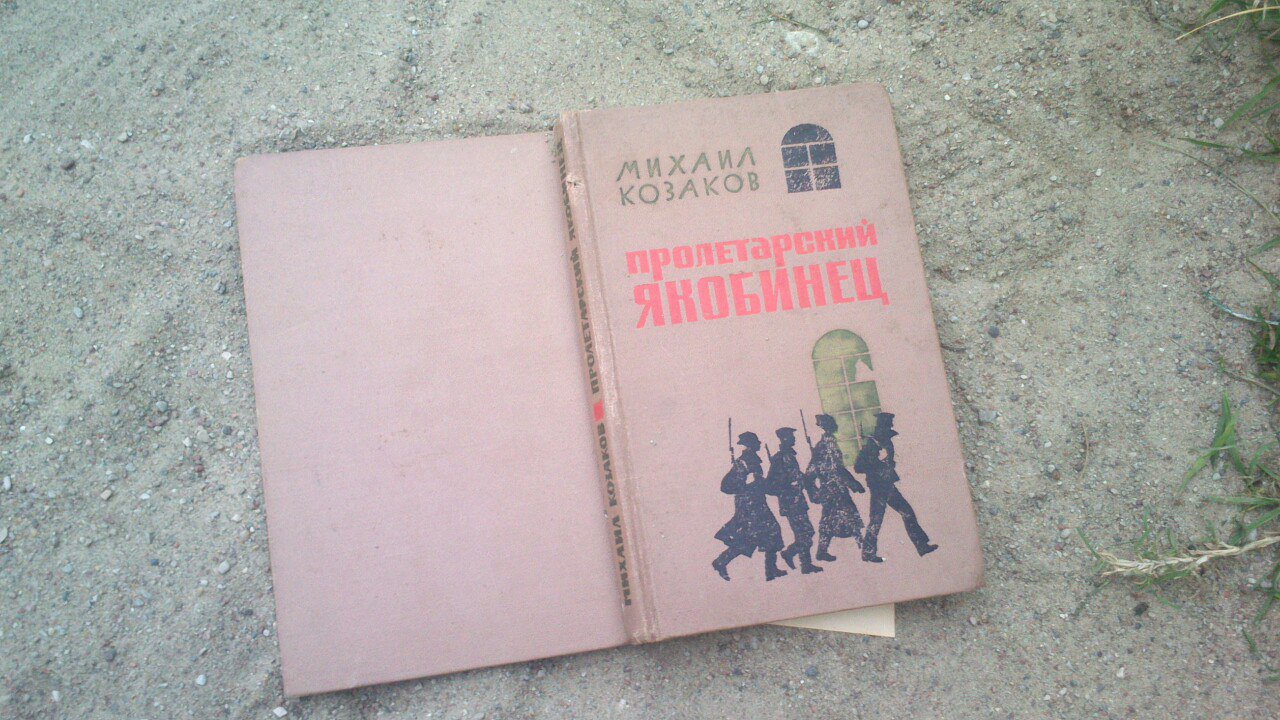 МИХАИЛ
КОЗАКОВ
пролетарский
ЯКОБИНЕЦ
МИХАИЛ КОЗАКОВ ПРОЛЕТАРСКИЙ ЯКОБИНЕЦ